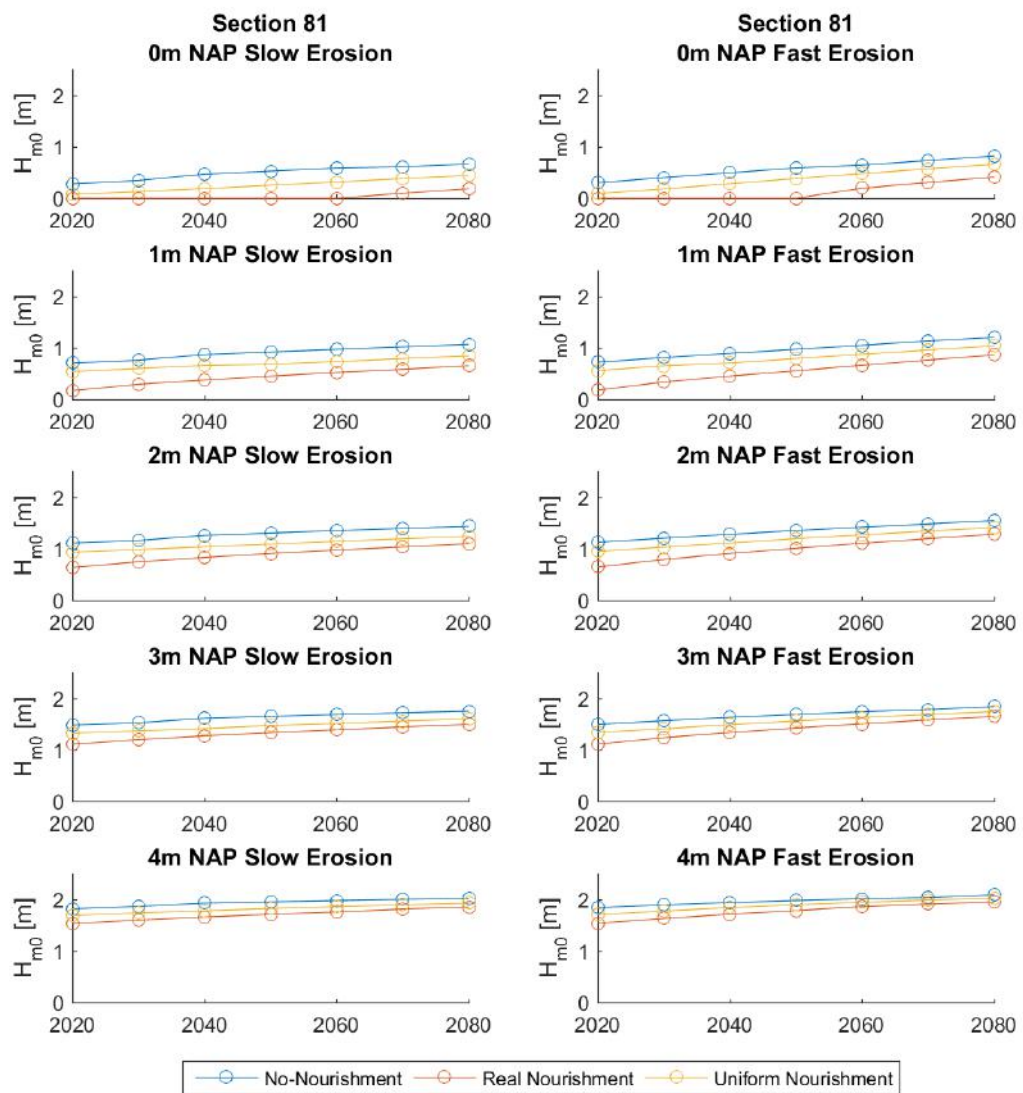 Section 81
0m NAP Slow Erosion
H_m0 [m]
2
1
0
2020 2040 2060 2080
Section 81
0m NAP Fast Erosion
H_m0 [m]
2
1
0
2020 2040 2060 2080
1m NAP Slow Erosion
H_m0 [m]
2
1
0
2020 2040 2060 2080
1m NAP Fast Erosion
H_m0 [m]
2
1
0
2020 2040 2060 2080
2m NAP Slow Erosion
H_m0 [m]
2
1
0
2020 2040 2060 2080
2m NAP Fast Erosion
H_m0 [m]
2
1
0
2020 2040 2060 2080
3m NAP Slow Erosion
H_m0 [m]
2
1
0
2020 2040 2060 2080
3m NAP Fast Erosion
H_m0 [m]
2
1
0
2020 2040 2060 2080
4m NAP Slow Erosion
H_m0 [m]
2
1
0
2020 2040 2060 2080
4m NAP Fast Erosion
H_m0 [m]
2
1
0
2020 2040 2060 2080
No-Nourishment Real Nourishment Uniform Nourishment